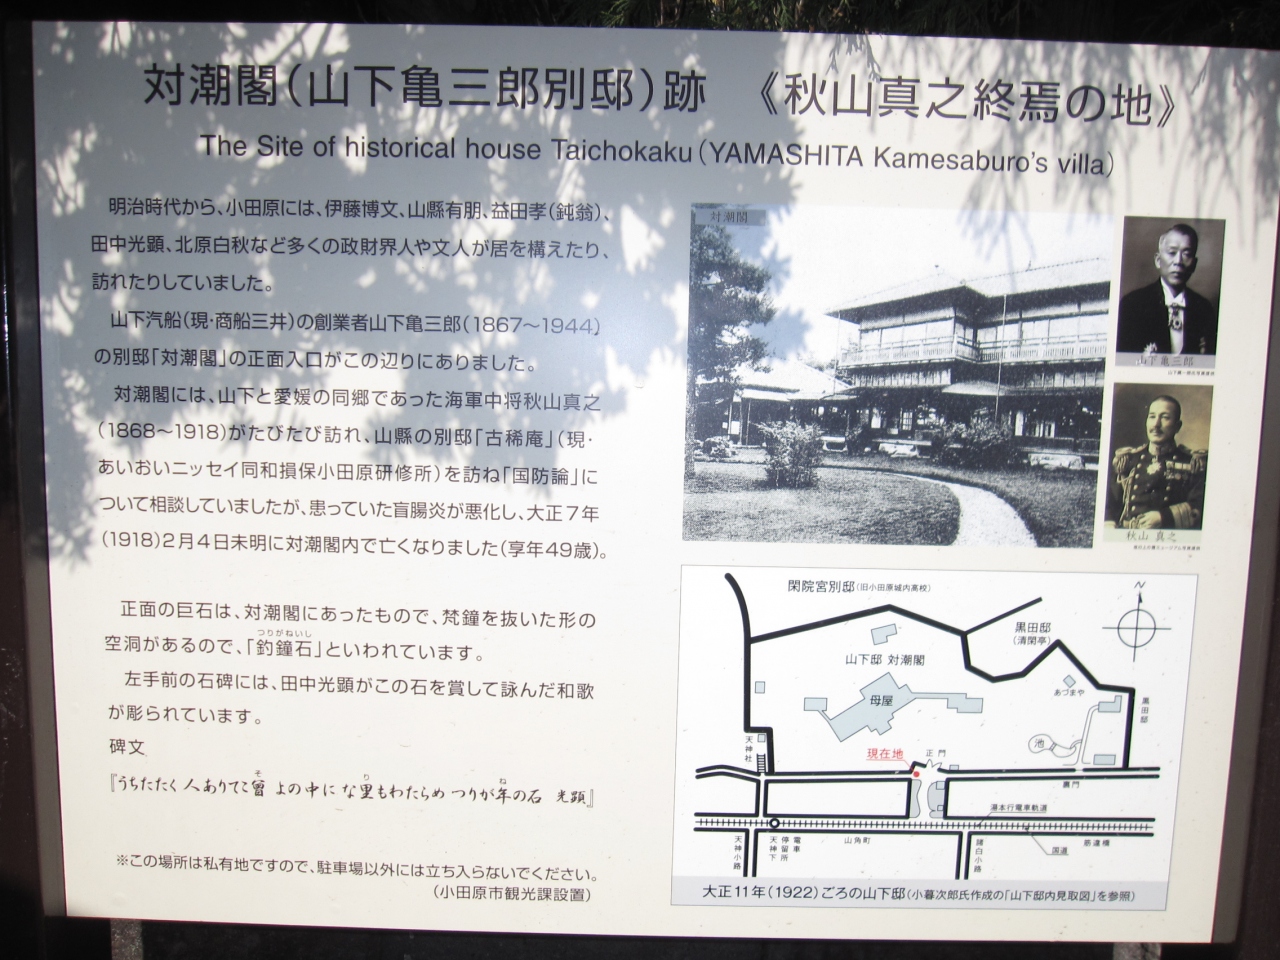 対潮閣（山下亀三郎別邸）跡　《秋山真之終焉の地》
The Site of historical house Taichokaku（YAMASHITA Kamesaburo's villa）
明治時代から、小田原には、伊藤博文、山縣有朋、益田孝（鈍翁）、
田中光顕、北原白秋など多くの政財界人や文人が居を構えたり、
訪れたりしていました。
山下汽船（現・商船三井）の創業者山下亀三郎（1867～1944）
の別邸「対潮閣」の正面入口がこの辺りにありました。
対潮閣には、山下と愛媛の同郷であった海軍中将秋山真之
（1868～1918）がたびたび訪れ、山縣の別邸「古稀庵」（現・
あいおいニッセイ同和損保小田原研修所）を訪ね「国防論」に
ついて相談していましたが、患っていた盲腸炎が悪化し、大正７年
（1918）２月４日未明に対潮閣内で亡くなりました（享年49歳）。
正面の巨石は、対潮閣にあったもので、梵鐘を抜いた形の
つりがねいし
空洞があるので、「釣鐘石」といわれています。
左手前の石碑には、田中光顕がこの石を賞して詠んだ和歌
が彫られています。
碑文
そ　り　ね
『うちたたく 人ありてこ曾 よの中に な里もわたらめ つりが年の石　光顕』
※この場所は私有地ですので、駐車場以外には立ち入らないでください。
（小田原市観光課設置）
対潮閣
山下亀三郎
秋山 真之
閑院宮別邸（旧小田原城内高校）
N
黒田邸
（清閑亭）
山下邸 対潮閣
母屋
あづまや
黒田邸
池
天神社
現在地
正門
裏門
湯本行電車軌道
天神小路
電車停留所
天神下
山角町
諸白小路
国道
筋違橋
大正11年（1922）ごろの山下邸（小暮次郎氏作成の「山下邸内見取図」を参照）